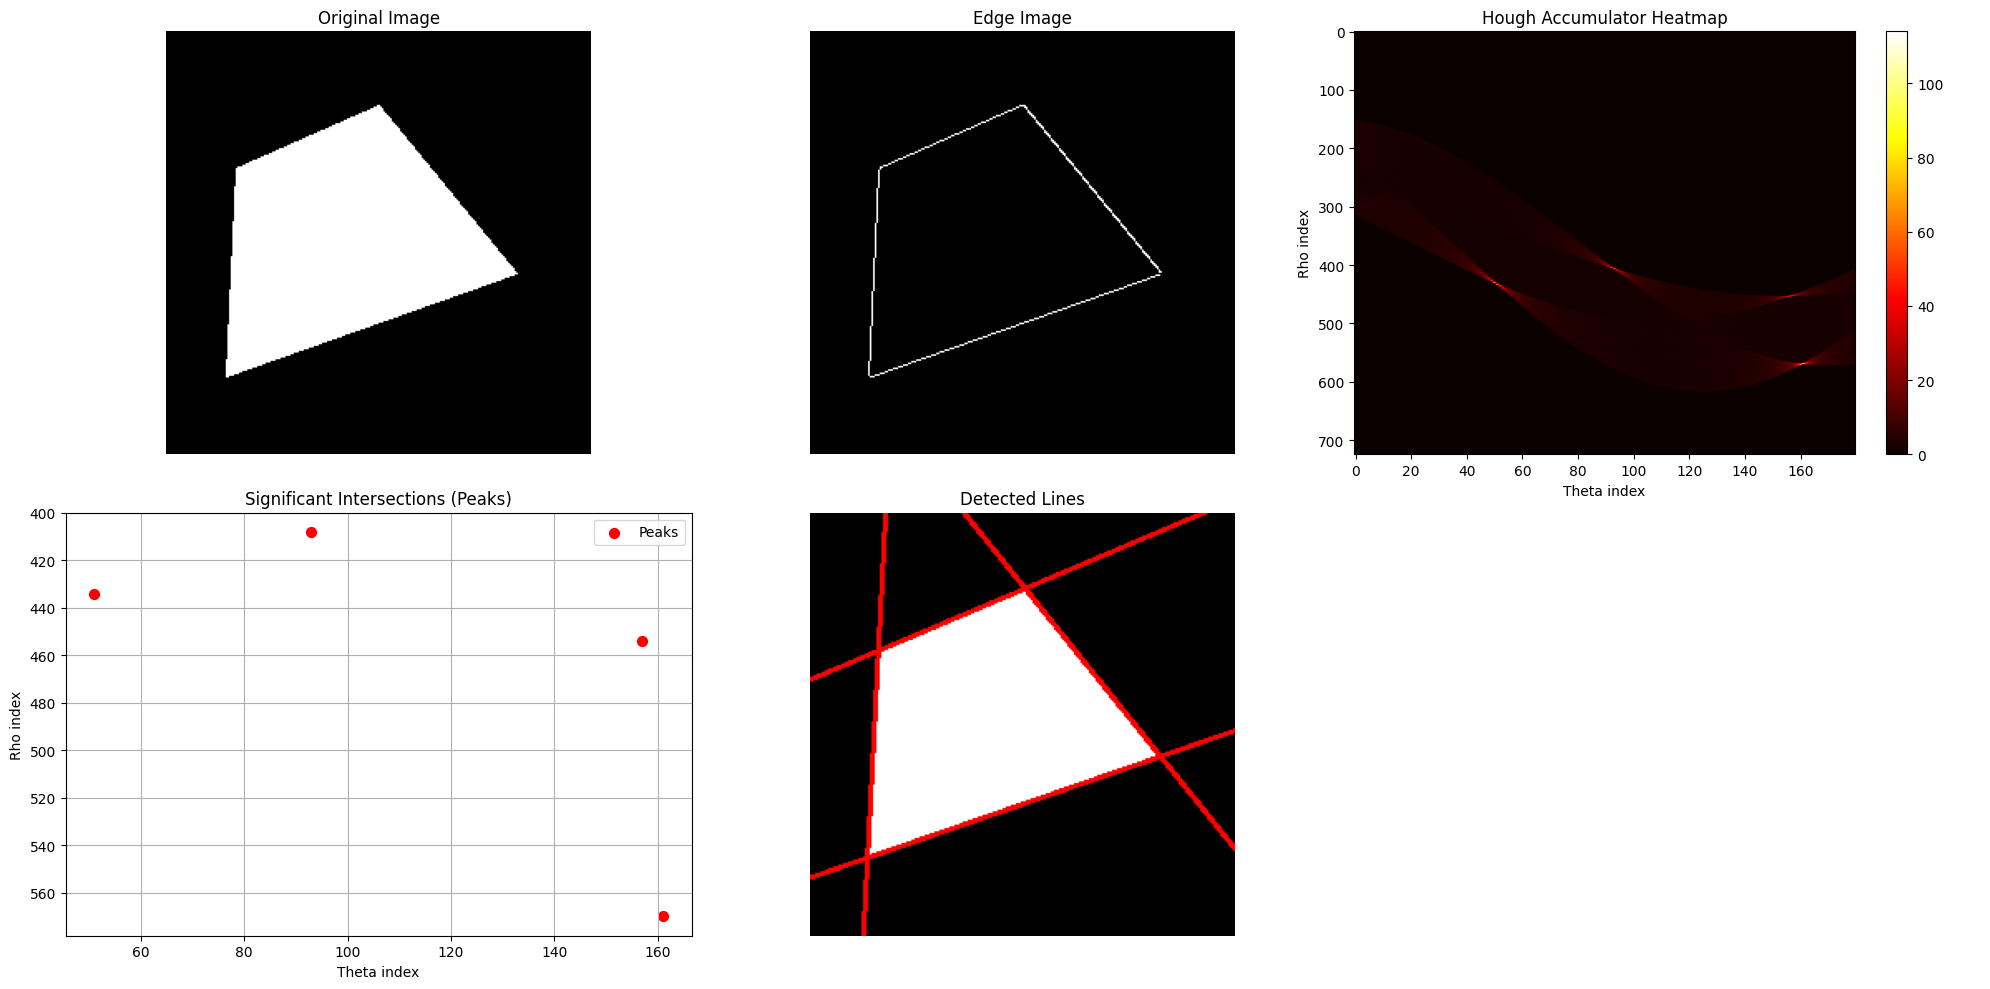 Original Image
Edge Image
Hough Accumulator Heatmap
0
100
200
300
400
500
600
700
Rho index
0 20 40 60 80 100 120 140 160
Theta index
100
80
60
40
20
0
Significant Intersections (Peaks)
Peaks
400
420
440
460
480
500
520
540
560
Rho index
60 80 100 120 140 160
Theta index
Detected Lines